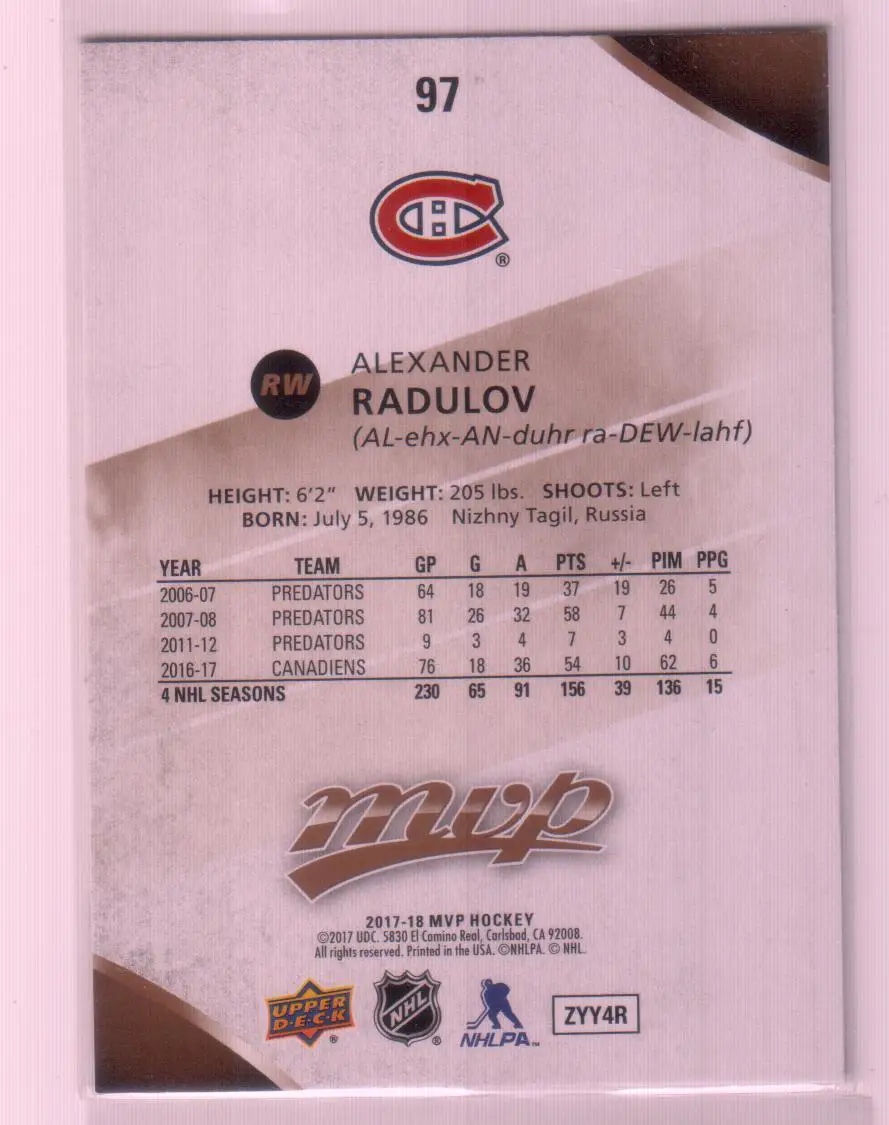 97
®
RW
ALEXANDER
RADULOV
(AL-ehx-AN-duhr ra-DEW-lahf)
HEIGHT: 6'2" WEIGHT: 205 lbs. SHOOTS: Left
BORN: July 5, 1986 Nizhny Tagil, Russia
YEAR TEAM GP G A PTS +/- PIM PPG
2006-07 PREDATORS 64 18 19 37 19 26 5
2007-08 PREDATORS 81 26 32 58 7 44 4
2011-12 PREDATORS 9 3 4 7 3 4 0
2016-17 CANADIENS 76 18 36 54 10 62 6
4 NHL SEASONS 230 65 91 156 39 136 15
mvp
2017-18 MVP HOCKEY
©2017 UDC. 5830 El Camino Real, Carlsbad, CA 92008.
All rights reserved. Printed in the USA. ©NHLPA. © NHL.
UPPER
D·E·C·K ®
NHL ®
NHLPA™
ZYY4R